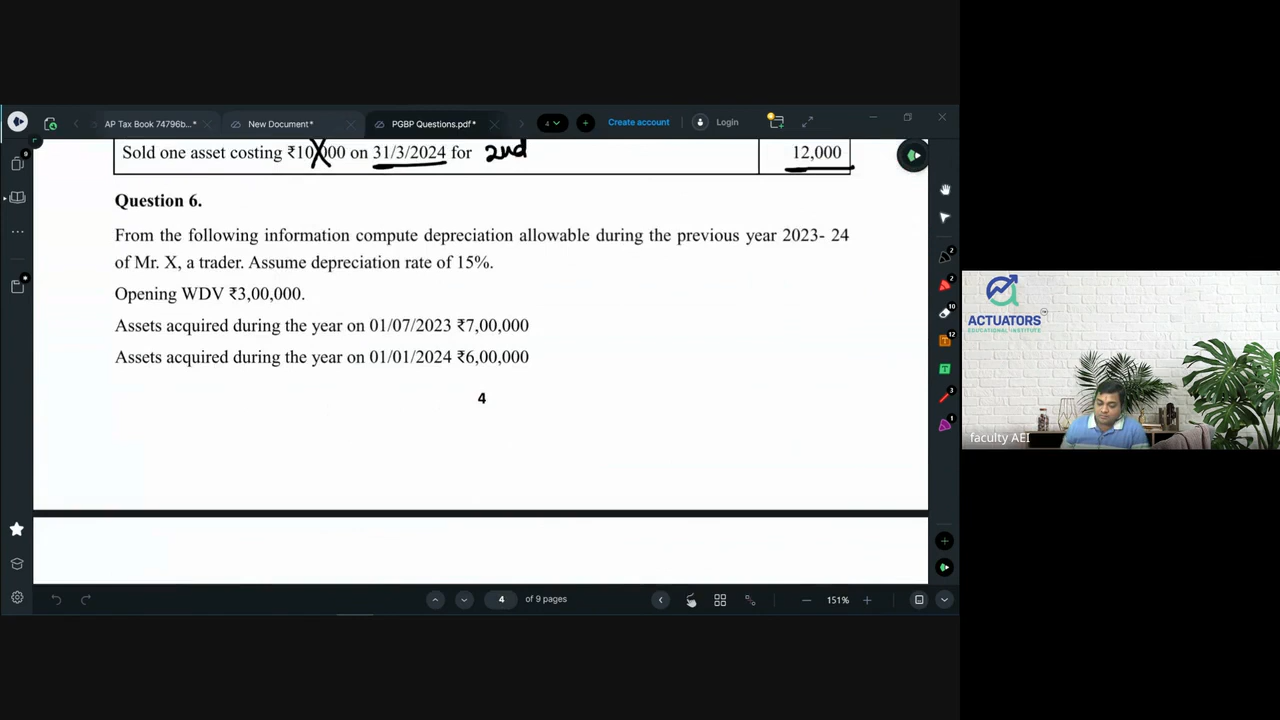 AP Tax Book 74796b...*
New Document*
PGBP Questions.pdf*
4
Create account
Login
Sold one asset costing ₹10,000 on 31/3/2024 for 2nd 12,000
Question 6.
From the following information compute depreciation allowable during the previous year 2023- 24
of Mr. X, a trader. Assume depreciation rate of 15%.
Opening WDV ₹3,00,000.
Assets acquired during the year on 01/07/2023 ₹7,00,000
Assets acquired during the year on 01/01/2024 ₹6,00,000
4
4
of 9 pages
151%
ACTUATORS
EDUCATIONAL INSTITUTE
faculty AEI